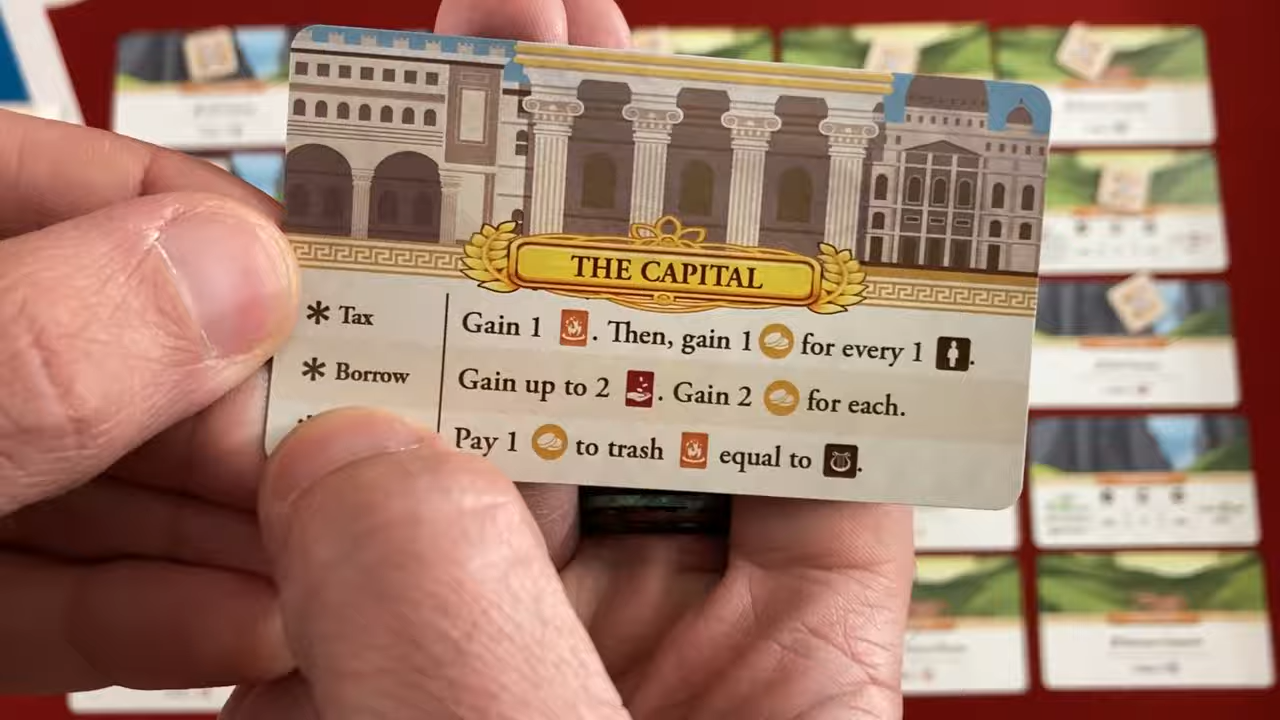 THE CAPITAL
* Tax
Gain 1 . Then, gain 1 for every 1 .
* Borrow
Gain up to 2 . Gain 2 for each.
Pay 1 to trash equal to .